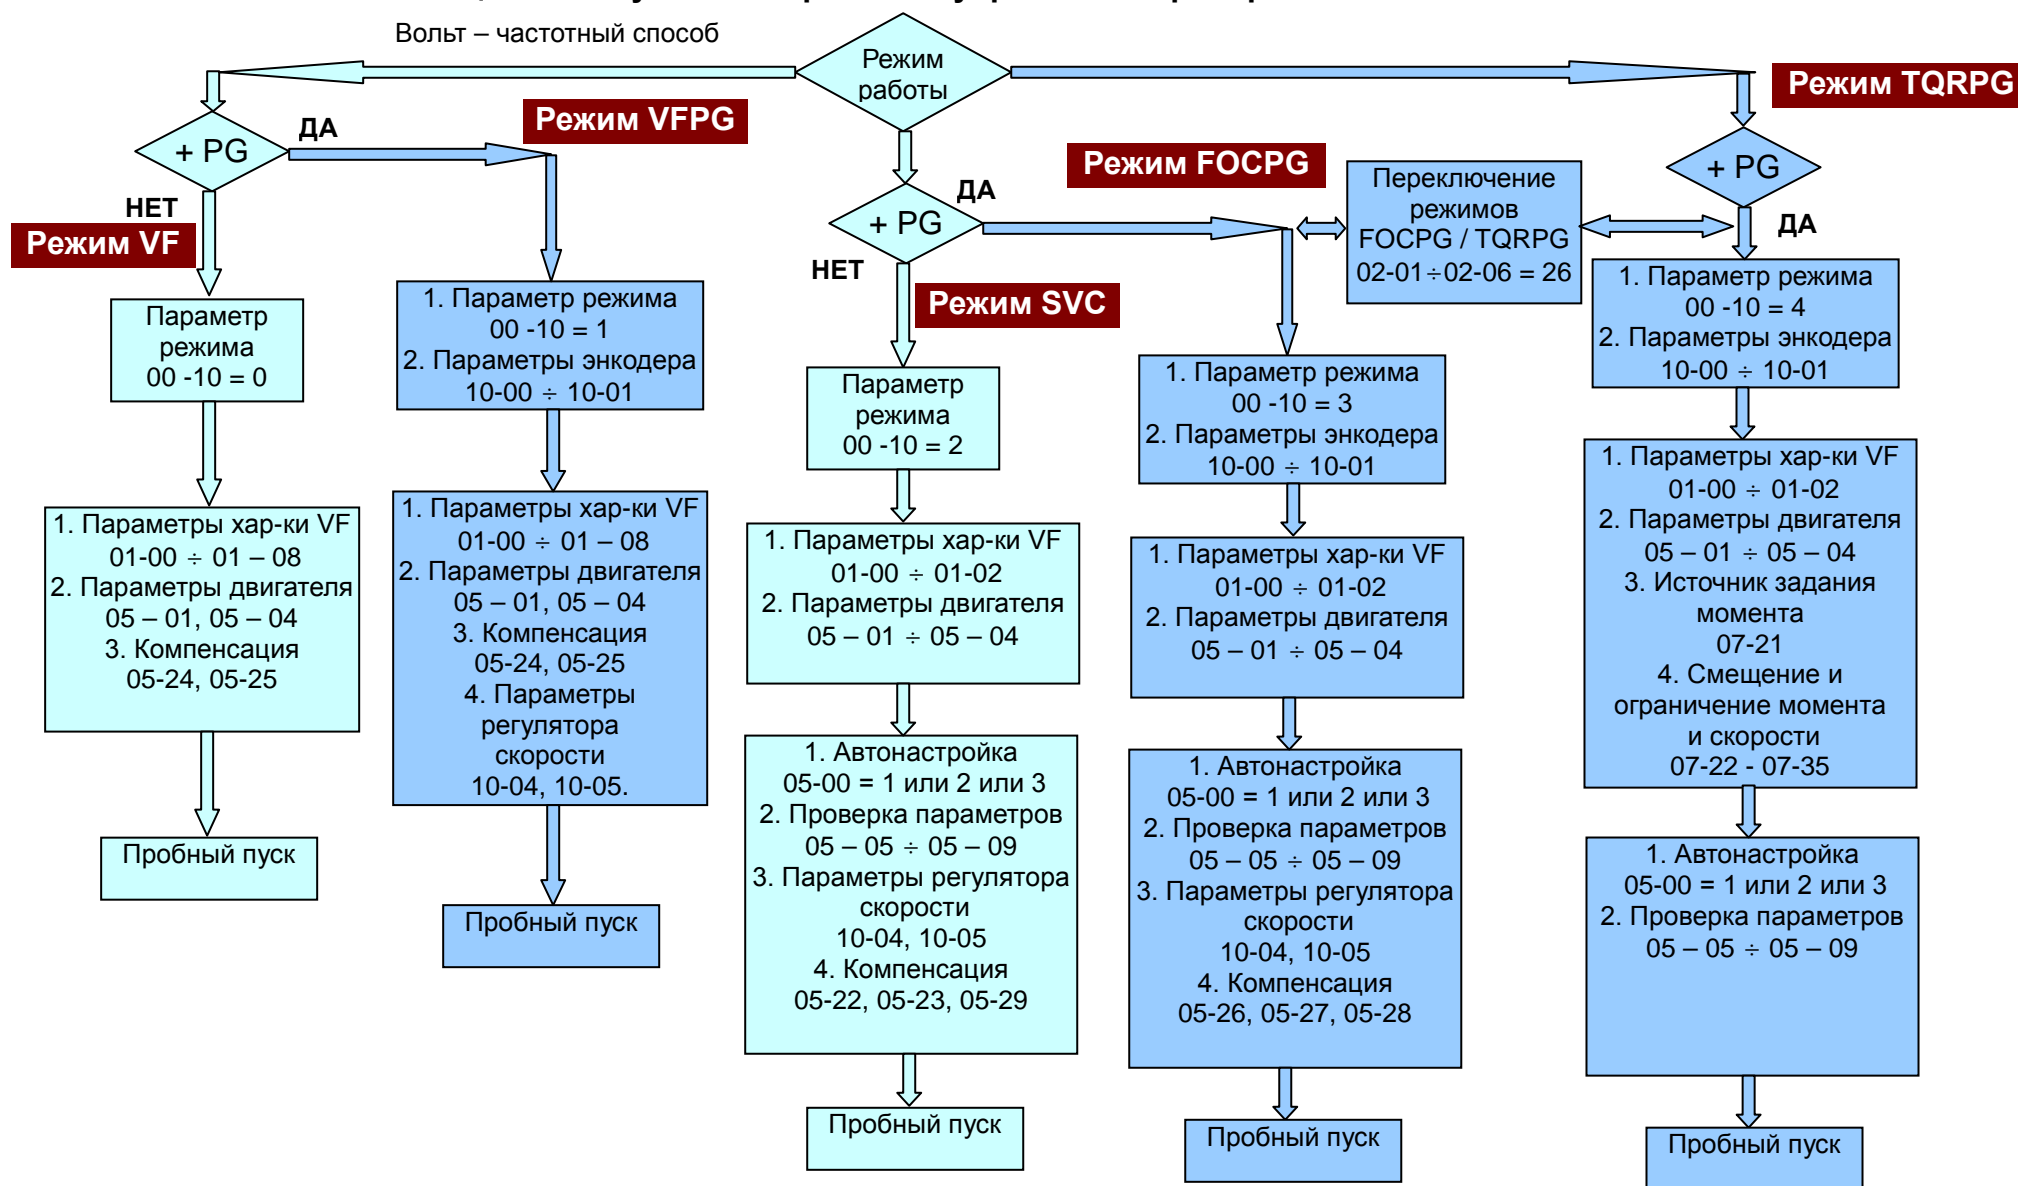 Вольт – частотный способ
Режим
работы
Режим TQRPG
Режим VFPG
ДА
+ PG
НЕТ
Режим VF
Параметр
режима
00 -10 = 0
1. Параметры хар-ки VF
01-00 ÷ 01 – 08
2. Параметры двигателя
05 – 01, 05 – 04
3. Компенсация
05-24, 05-25
Пробный пуск
1. Параметр режима
00 -10 = 1
2. Параметры энкодера
10-00 ÷ 10-01
1. Параметры хар-ки VF
01-00 ÷ 01 – 08
2. Параметры двигателя
05 – 01, 05 – 04
3. Компенсация
05-24, 05-25
4. Параметры
регулятора
скорости
10-04, 10-05.
Пробный пуск
+ PG
ДА
НЕТ
Режим SVC
Параметр
режима
00 -10 = 2
1. Параметры хар-ки VF
01-00 ÷ 01-02
2. Параметры двигателя
05 – 01 ÷ 05 – 04
1. Автонастройка
05-00 = 1 или 2 или 3
2. Проверка параметров
05 – 05 ÷ 05 – 09
3. Параметры регулятора
скорости
10-04, 10-05
4. Компенсация
05-22, 05-23, 05-29
Пробный пуск
Режим FOCPG
1. Параметр режима
00 -10 = 3
2. Параметры энкодера
10-00 ÷ 10-01
1. Параметры хар-ки VF
01-00 ÷ 01-02
2. Параметры двигателя
05 – 01 ÷ 05 – 04
1. Автонастройка
05-00 = 1 или 2 или 3
2. Проверка параметров
05 – 05 ÷ 05 – 09
3. Параметры регулятора
скорости
10-04, 10-05
4. Компенсация
05-26, 05-27, 05-28
Пробный пуск
Переключение
режимов
FOCPG / TQRPG
02-01÷02-06 = 26
+ PG
ДА
1. Параметр режима
00 -10 = 4
2. Параметры энкодера
10-00 ÷ 10-01
1. Параметры хар-ки VF
01-00 ÷ 01-02
2. Параметры двигателя
05 – 01 ÷ 05 – 04
3. Источник задания
момента
07-21
4. Смещение и
ограничение момента
и скорости
07-22 - 07-35
1. Автонастройка
05-00 = 1 или 2 или 3
2. Проверка параметров
05 – 05 ÷ 05 – 09
Пробный пуск